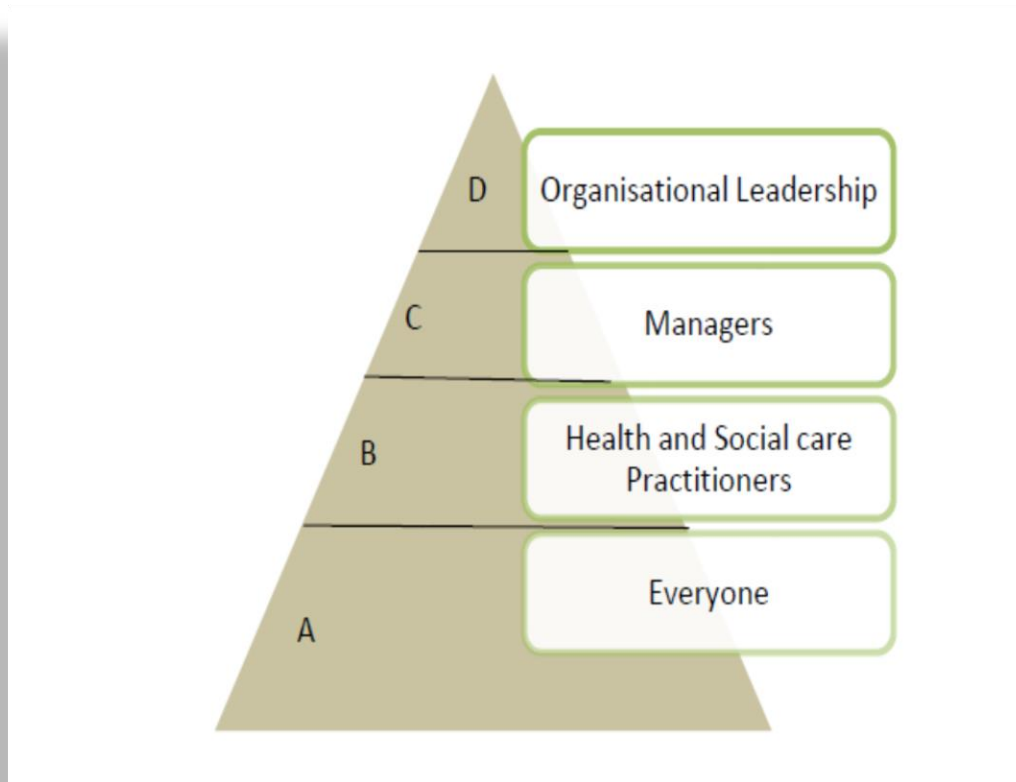 D
Organisational Leadership
C
Managers
B
Health and Social care
Practitioners
A
Everyone